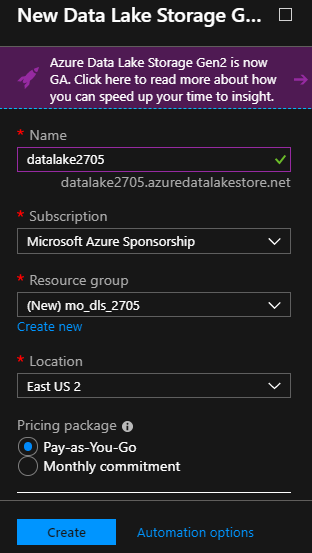 New Data Lake Storage G...
Azure Data Lake Storage Gen2 is now
GA. Click here to read more about how
you can speed up your time to insight.
* Name
datalake2705
datalake2705.azuredatalakestore.net
* Subscription
Microsoft Azure Sponsorship
* Resource group
(New) mo_dls_2705
Create new
* Location
East US 2
Pricing package
Pay-as-You-Go
Monthly commitment
Create Automation options